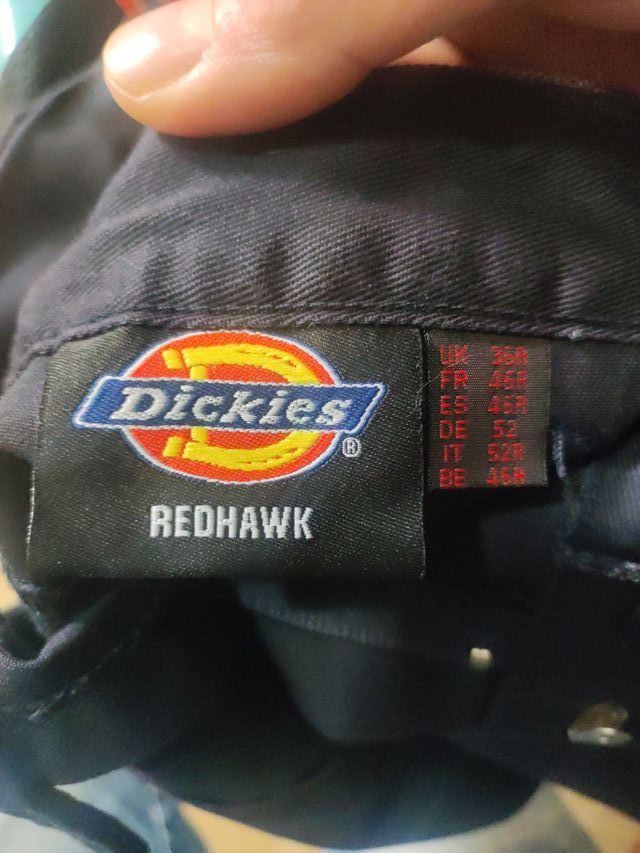 Dickies®
REDHAWK
UK 36R
FR 46R
ES 46R
DE 52
IT 52R
BE 46R